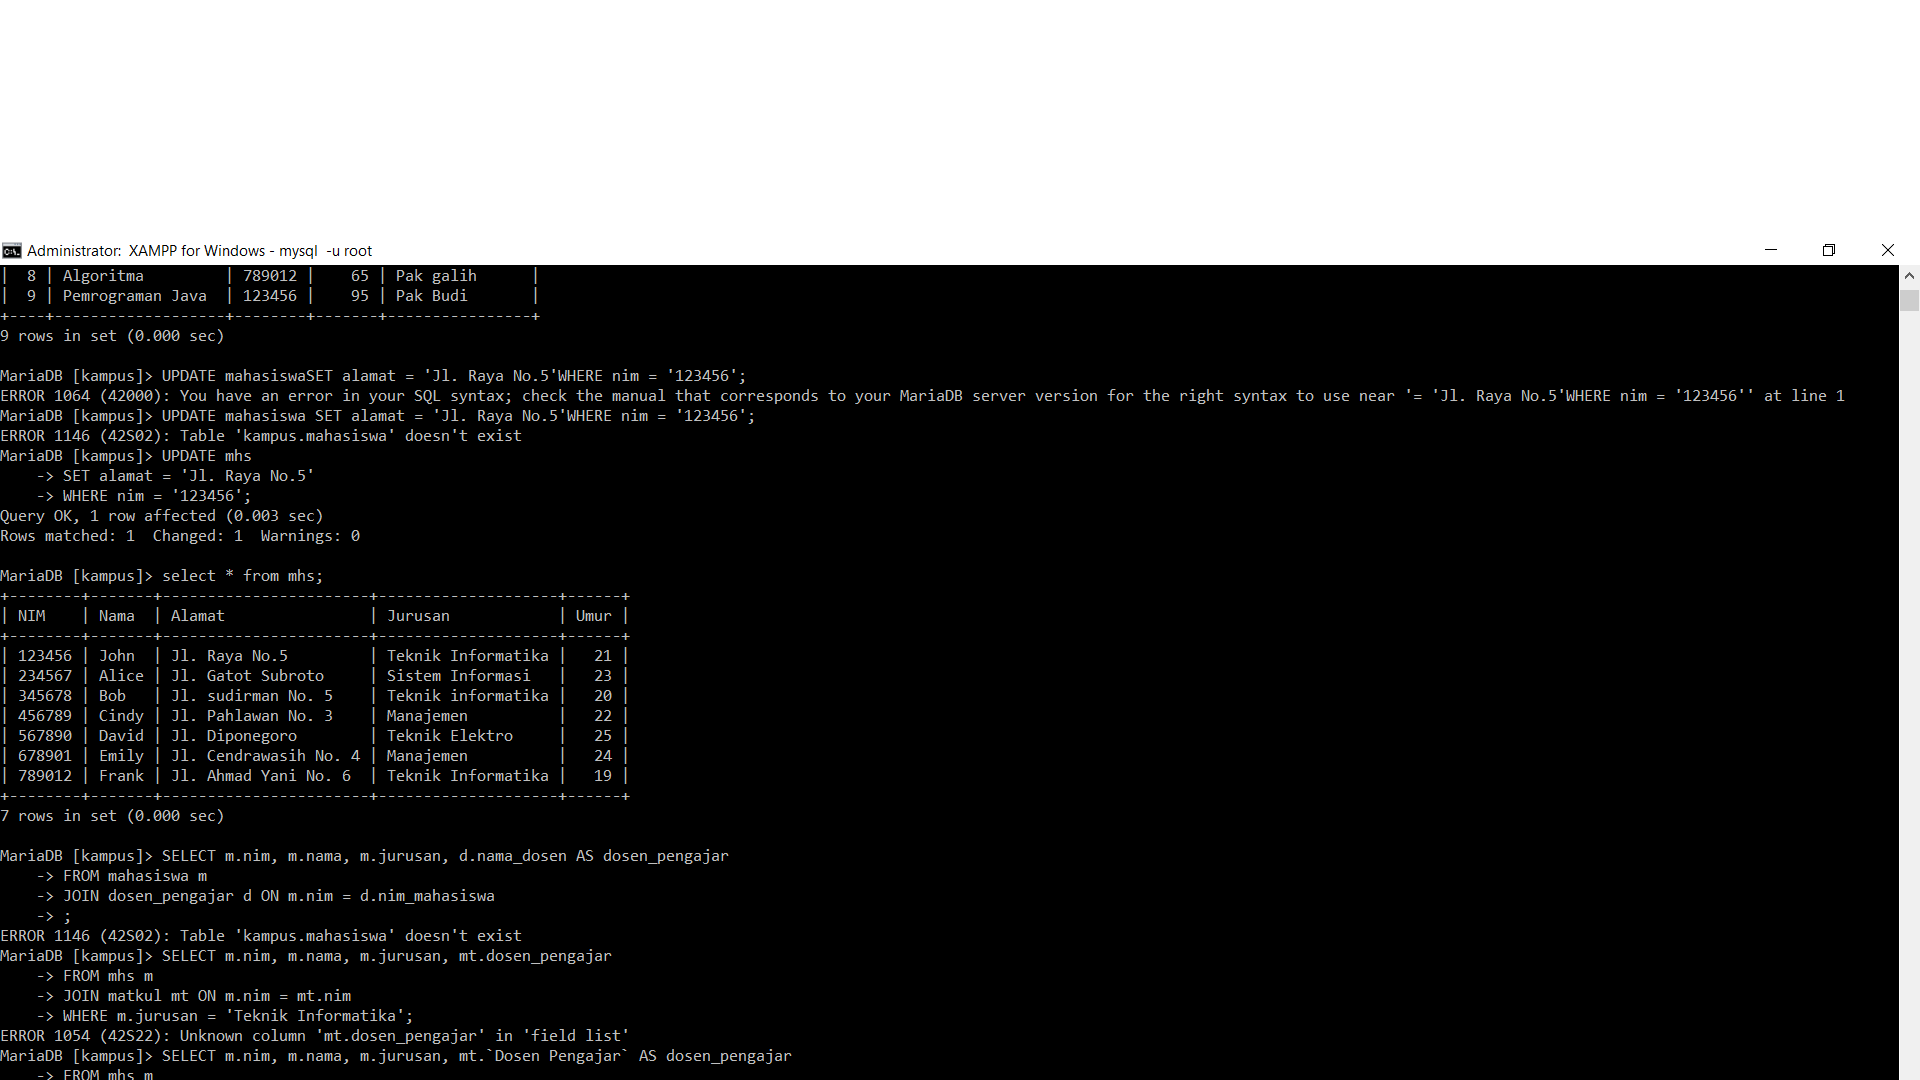 Administrator:  XAMPP for Windows - mysql  -u root
|  8 | Algoritma         | 789012 |    65 | Pak galih      |
|  9 | Pemrograman Java  | 123456 |    95 | Pak Budi       |
+----+-------------------+--------+-------+----------------+
9 rows in set (0.000 sec)
MariaDB [kampus]> UPDATE mahasiswaSET alamat = 'Jl. Raya No.5'WHERE nim = '123456';
ERROR 1064 (42000): You have an error in your SQL syntax; check the manual that corresponds to your MariaDB server version for the right syntax to use near '= 'Jl. Raya No.5'WHERE nim = '123456'' at line 1
MariaDB [kampus]> UPDATE mahasiswa SET alamat = 'Jl. Raya No.5'WHERE nim = '123456';
ERROR 1146 (42S02): Table 'kampus.mahasiswa' doesn't exist
MariaDB [kampus]> UPDATE mhs
    -> SET alamat = 'Jl. Raya No.5'
    -> WHERE nim = '123456';
Query OK, 1 row affected (0.003 sec)
Rows matched: 1  Changed: 1  Warnings: 0
MariaDB [kampus]> select * from mhs;
+--------+-------+-----------------------+--------------------+------+
| NIM    | Nama  | Alamat                | Jurusan            | Umur |
+--------+-------+-----------------------+--------------------+------+
| 123456 | John  | Jl. Raya No.5         | Teknik Informatika |   21 |
| 234567 | Alice | Jl. Gatot Subroto     | Sistem Informasi   |   23 |
| 345678 | Bob   | Jl. sudirman No. 5    | Teknik informatika |   20 |
| 456789 | Cindy | Jl. Pahlawan No. 3    | Manajemen          |   22 |
| 567890 | David | Jl. Diponegoro        | Teknik Elektro     |   25 |
| 678901 | Emily | Jl. Cendrawasih No. 4 | Manajemen          |   24 |
| 789012 | Frank | Jl. Ahmad Yani No. 6  | Teknik Informatika |   19 |
+--------+-------+-----------------------+--------------------+------+
7 rows in set (0.000 sec)
MariaDB [kampus]> SELECT m.nim, m.nama, m.jurusan, d.nama_dosen AS dosen_pengajar
    -> FROM mahasiswa m
    -> JOIN dosen_pengajar d ON m.nim = d.nim_mahasiswa
    -> ;
ERROR 1146 (42S02): Table 'kampus.mahasiswa' doesn't exist
MariaDB [kampus]> SELECT m.nim, m.nama, m.jurusan, mt.dosen_pengajar
    -> FROM mhs m
    -> JOIN matkul mt ON m.nim = mt.nim
    -> WHERE m.jurusan = 'Teknik Informatika';
ERROR 1054 (42S22): Unknown column 'mt.dosen_pengajar' in 'field list'
MariaDB [kampus]> SELECT m.nim, m.nama, m.jurusan, mt.`Dosen Pengajar` AS dosen_pengajar
    -> FROM mhs m